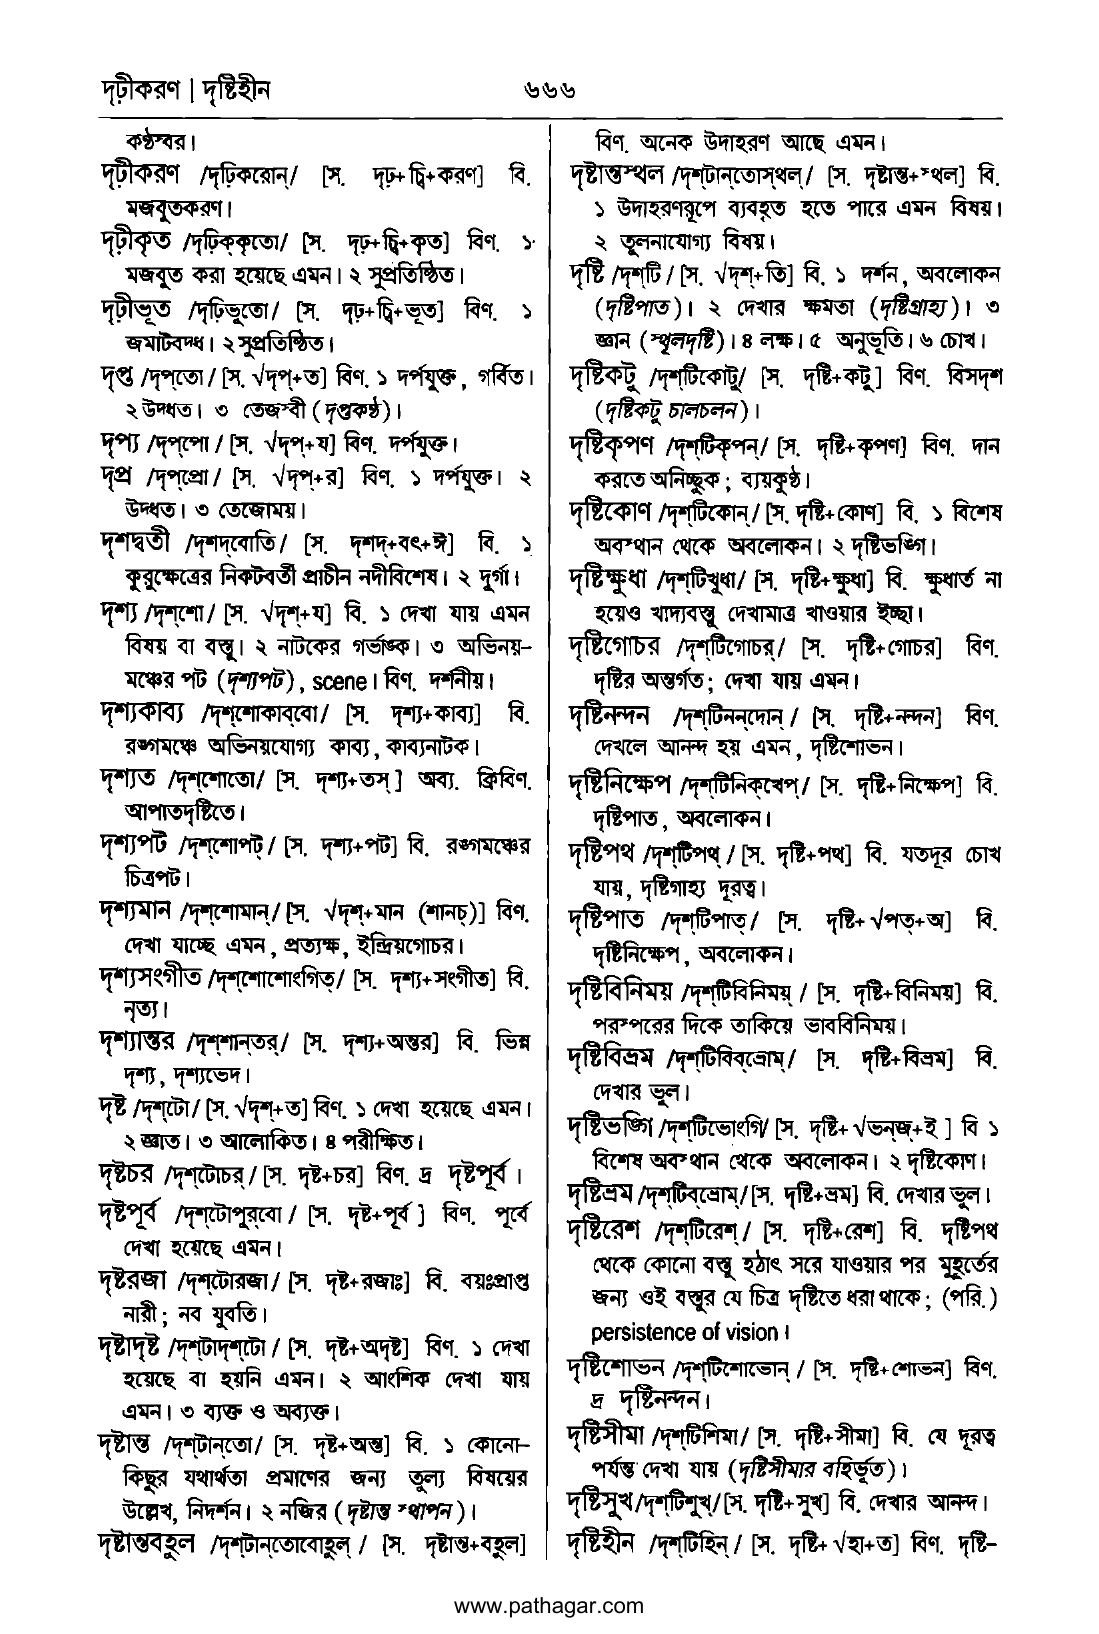 দৃঢ়ীকরণ | দৃষ্টিহীন
৬৬৬
কণ্ঠস্বর।
দৃঢ়ীকরণ /দৃঢ়িকরোন্/ [স. দৃঢ়+চ্বি+করণ] বি.
মজবুতকরণ।
দৃঢ়ীকৃত /দৃঢ়িক্কৃতো/ [স. দৃঢ়+চ্বি+কৃত] বিণ. ১
মজবুত করা হয়েছে এমন। ২ সুপ্রতিষ্ঠিত।
দৃঢ়ীভূত /দৃঢ়িভুতো/ [স. দৃঢ়+চ্বি+ভূত] বিণ. ১
জমাটবদ্ধ। ২ সুপ্রতিষ্ঠিত।
দৃপ্ত /দৃপ্‌তো/ [স. √দৃপ্+ত] বিণ. ১ দর্পযুক্ত, গর্বিত।
২ উদ্ধত। ৩ তেজস্বী (দৃপ্তকণ্ঠ)।
দৃপ্য /দৃপ্‌পো/ [স. √দৃপ্+য] বিণ. দর্পযুক্ত।
দৃপ্র /দৃপ্‌প্রো/ [স. √দৃপ্+র] বিণ. ১ দর্পযুক্ত। ২
উদ্ধত। ৩ তেজোময়।
দৃশদ্বতী /দৃশদ্‌বোতি/ [স. দৃশদ্+বৎ+ঈ] বি. ১
কুরুক্ষেত্রের নিকটবর্তী প্রাচীন নদীবিশেষ। ২ দুর্গা।
দৃশ্য /দৃশ্‌শো/ [স. √দৃশ্+য] বি. ১ দেখা যায় এমন
বিষয় বা বস্তু। ২ নাটকের গর্ভাঙ্ক। ৩ অভিনয়-
মঞ্চের পট (দৃশ্যপট), scene। বিণ. দর্শনীয়।
দৃশ্যকাব্য /দৃশ্‌শোকাব্‌বো/ [স. দৃশ্য+কাব্য] বি.
রঙ্গমঞ্চে অভিনয়যোগ্য কাব্য, কাব্যনাটক।
দৃশ্যত /দৃশ্‌শোতো/ [স. দৃশ্য+তস্] অব্য. ক্রিবিণ.
আপাতদৃষ্টিতে।
দৃশ্যপট /দৃশ্‌শোপট্/ [স. দৃশ্য+পট] বি. রঙ্গমঞ্চের
চিত্রপট।
দৃশ্যমান /দৃশ্‌শোমান্/ [স. √দৃশ্+মান (শানচ্)] বিণ.
দেখা যাচ্ছে এমন, প্রত্যক্ষ, ইন্দ্রিয়গোচর।
দৃশ্যসংগীত /দৃশ্‌শোশোংগিত্/ [স. দৃশ্য+সংগীত] বি.
নৃত্য।
দৃশ্যান্তর /দৃশ্‌শান্‌তর্/ [স. দৃশ্য+অন্তর] বি. ভিন্ন
দৃশ্য, দৃশ্যভেদ।
দৃষ্ট /দৃশ্‌টো/ [স. √দৃশ্+ত] বিণ. ১ দেখা হয়েছে এমন।
২ জ্ঞাত। ৩ আলোকিত। ৪ পরীক্ষিত।
দৃষ্টচর /দৃশ্‌টোচর্/ [স. দৃষ্ট+চর] বিণ. দ্র দৃষ্টপূর্ব।
দৃষ্টপূর্ব /দৃশ্‌টোপুর্‌বো/ [স. দৃষ্ট+পূর্ব] বিণ. পূর্বে
দেখা হয়েছে এমন।
দৃষ্টরজা /দৃশ্‌টোরজা/ [স. দৃষ্ট+রজাঃ] বি. বয়ঃপ্রাপ্ত
নারী; নব যুবতি।
দৃষ্টাদৃষ্ট /দৃশ্‌টাদৃশ্‌টো/ [স. দৃষ্ট+অদৃষ্ট] বিণ. ১ দেখা
হয়েছে বা হয়নি এমন। ২ আংশিক দেখা যায়
এমন। ৩ ব্যক্ত ও অব্যক্ত।
দৃষ্টান্ত /দৃশ্‌টান্‌তো/ [স. দৃষ্ট+অন্ত] বি. ১ কোনো-
কিছুর যথার্থতা প্রমাণের জন্য তুল্য বিষয়ের
উল্লেখ, নিদর্শন। ২ নজির (দৃষ্টান্ত স্থাপন)।
দৃষ্টান্তবহুল /দৃশ্‌টান্‌তোবোহুল্/ [স. দৃষ্টান্ত+বহুল]
বিণ. অনেক উদাহরণ আছে এমন।
দৃষ্টান্তস্থল /দৃশ্‌টান্‌তোস্‌থল্/ [স. দৃষ্টান্ত+স্থল] বি.
১ উদাহরণরূপে ব্যবহৃত হতে পারে এমন বিষয়।
২ তুলনাযোগ্য বিষয়।
দৃষ্টি /দৃশ্‌টি/ [স. √দৃশ্+তি] বি. ১ দর্শন, অবলোকন
(দৃষ্টিপাত)। ২ দেখার ক্ষমতা (দৃষ্টিগ্রাহ্য)। ৩
জ্ঞান (স্থূলদৃষ্টি)। ৪ লক্ষ। ৫ অনুভূতি। ৬ চোখ।
দৃষ্টিকটু /দৃশ্‌টিকোটু/ [স. দৃষ্টি+কটু] বিণ. বিসদৃশ
(দৃষ্টিকটু চালচলন)।
দৃষ্টিকৃপণ /দৃশ্‌টিকৃপন্/ [স. দৃষ্টি+কৃপণ] বিণ. দান
করতে অনিচ্ছুক; ব্যয়কুণ্ঠ।
দৃষ্টিকোণ /দৃশ্‌টিকোন্/ [স. দৃষ্টি+কোণ] বি. ১ বিশেষ
অবস্থান থেকে অবলোকন। ২ দৃষ্টিভঙ্গি।
দৃষ্টিক্ষুধা /দৃশ্‌টিখুধা/ [স. দৃষ্টি+ক্ষুধা] বি. ক্ষুধার্ত না
হয়েও খাদ্যবস্তু দেখামাত্র খাওয়ার ইচ্ছা।
দৃষ্টিগোচর /দৃশ্‌টিগোচর্/ [স. দৃষ্টি+গোচর] বিণ.
দৃষ্টির অন্তর্গত; দেখা যায় এমন।
দৃষ্টিনন্দন /দৃশ্‌টিনন্‌দোন্/ [স. দৃষ্টি+নন্দন] বিণ.
দেখলে আনন্দ হয় এমন, দৃষ্টিশোভন।
দৃষ্টিনিক্ষেপ /দৃশ্‌টিনিক্‌খেপ্/ [স. দৃষ্টি+নিক্ষেপ] বি.
দৃষ্টিপাত, অবলোকন।
দৃষ্টিপথ /দৃশ্‌টিপথ্/ [স. দৃষ্টি+পথ] বি. যতদূর চোখ
যায়, দৃষ্টিগাহ্য দূরত্ব।
দৃষ্টিপাত /দৃশ্‌টিপাত্/ [স. দৃষ্টি+√পত্+অ] বি.
দৃষ্টিনিক্ষেপ, অবলোকন।
দৃষ্টিবিনিময় /দৃশ্‌টিবিনিময়্/ [স. দৃষ্টি+বিনিময়] বি.
পরস্পরের দিকে তাকিয়ে ভাববিনিময়।
দৃষ্টিবিভ্রম /দৃশ্‌টিবিব্‌ভ্রোম্/ [স. দৃষ্টি+বিভ্রম] বি.
দেখার ভুল।
দৃষ্টিভঙ্গি /দৃশ্‌টিভোংগি/ [স. দৃষ্টি+√ভন্‌জ্+ই] বি ১
বিশেষ অবস্থান থেকে অবলোকন। ২ দৃষ্টিকোণ।
দৃষ্টিভ্রম /দৃশ্‌টিব্‌ভ্রোম্/ [স. দৃষ্টি+ভ্রম] বি. দেখার ভুল।
দৃষ্টিরেশ /দৃশ্‌টিরেশ্/ [স. দৃষ্টি+রেশ] বি. দৃষ্টিপথ
থেকে কোনো বস্তু হঠাৎ সরে যাওয়ার পর মুহূর্তের
জন্য ওই বস্তুর যে চিত্র দৃষ্টিতে ধরা থাকে; (পরি.)
persistence of vision।
দৃষ্টিশোভন /দৃশ্‌টিশোভোন্/ [স. দৃষ্টি+শোভন] বিণ.
দ্র দৃষ্টিনন্দন।
দৃষ্টিসীমা /দৃশ্‌টিশিমা/ [স. দৃষ্টি+সীমা] বি. যে দূরত্ব
পর্যন্ত দেখা যায় (দৃষ্টিসীমার বহির্ভূত)।
দৃষ্টিসুখ /দৃশ্‌টিশুখ্/ [স. দৃষ্টি+সুখ] বি. দেখার আনন্দ।
দৃষ্টিহীন /দৃশ্‌টিহিন্/ [স. দৃষ্টি+√হা+ত] বিণ. দৃষ্টি-
www.pathagar.com